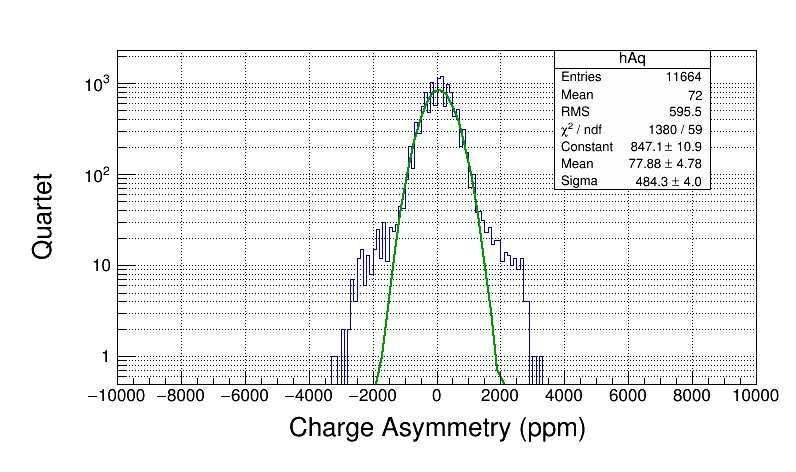 hAq
Entries 11664
Mean 72
RMS 595.5
χ² / ndf 1380 / 59
Constant 847.1 ± 10.9
Mean 77.88 ± 4.78
Sigma 484.3 ± 4.0
10³
10²
10
1
Quartet
−10000 −8000 −6000 −4000 −2000 0 2000 4000 6000 8000 10000
Charge Asymmetry (ppm)